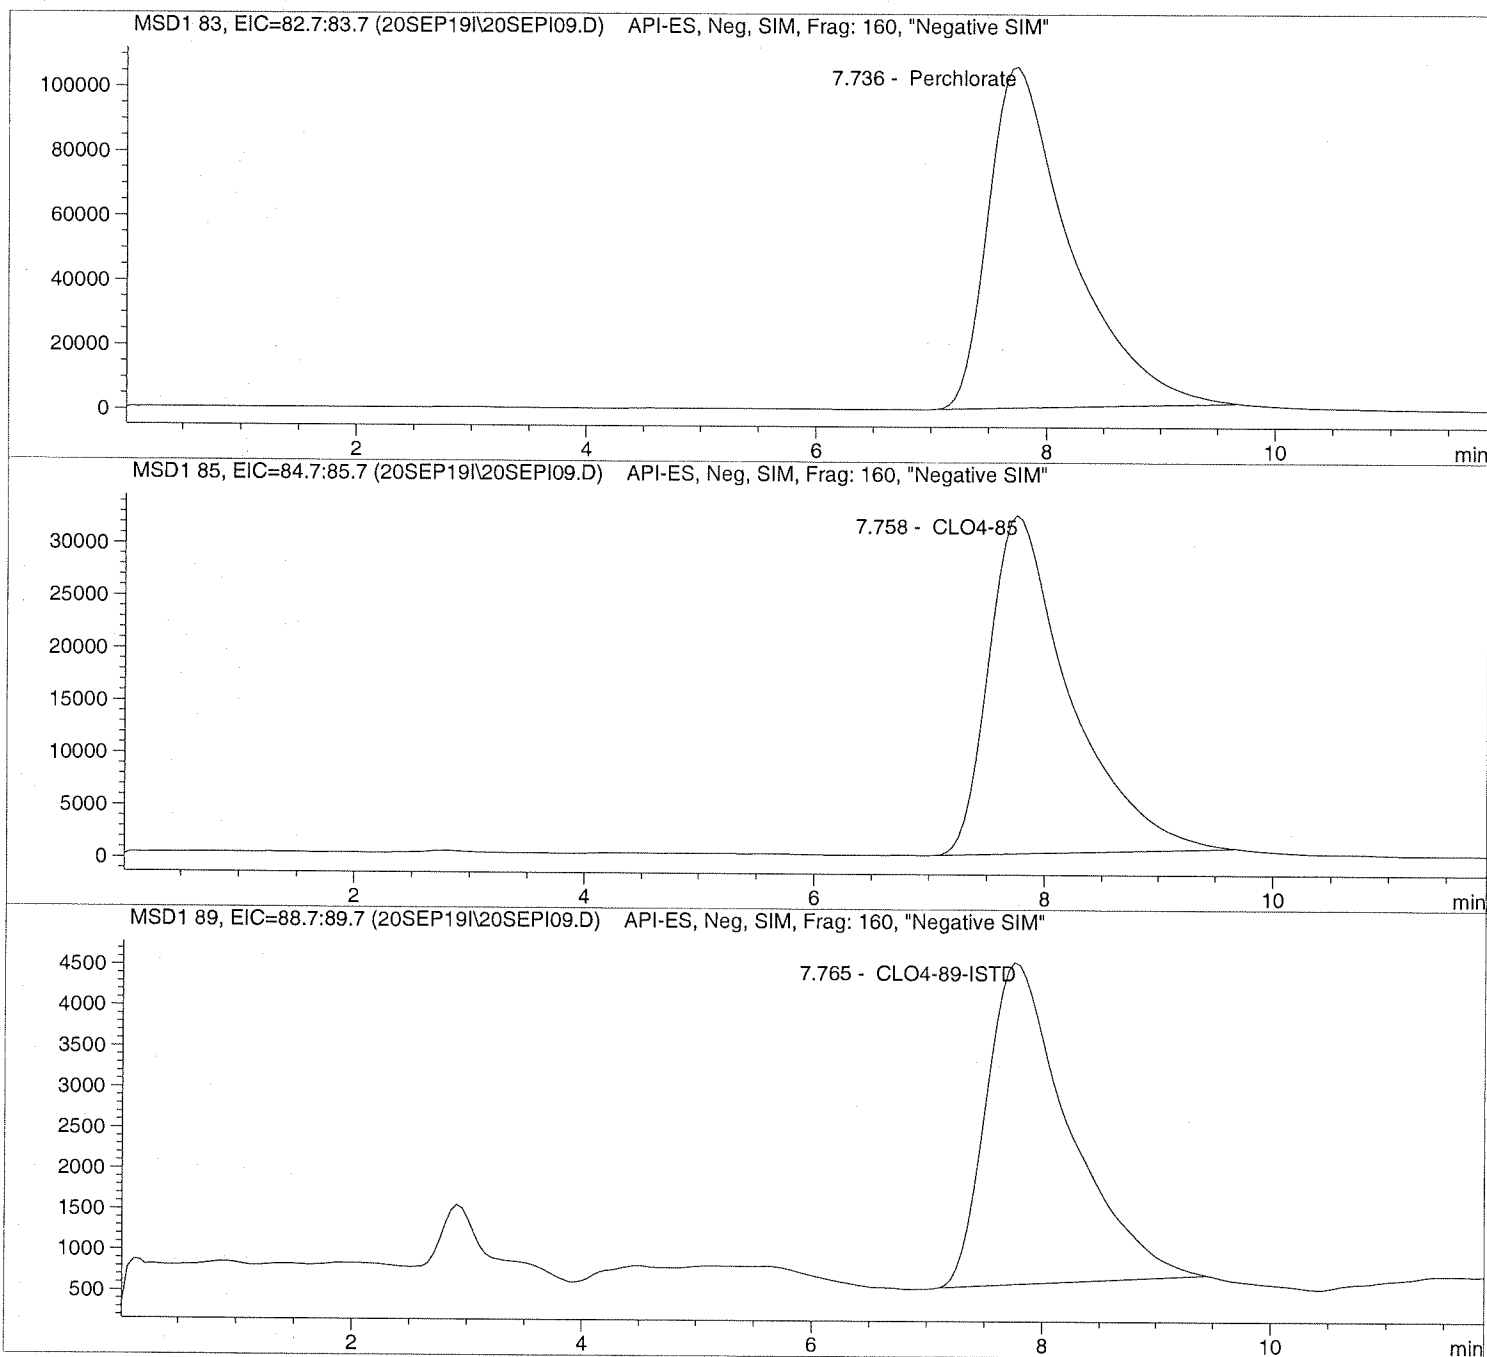 MSD1 83, EIC=82.7:83.7 (20SEP19I\20SEPI09.D) API-ES, Neg, SIM, Frag: 160, "Negative SIM"
7.736 - Perchlorate
100000
80000
60000
40000
20000
0
2 4 6 8 10 min
MSD1 85, EIC=84.7:85.7 (20SEP19I\20SEPI09.D) API-ES, Neg, SIM, Frag: 160, "Negative SIM"
7.758 - CLO4-85
30000
25000
20000
15000
10000
5000
0
2 4 6 8 10 min
MSD1 89, EIC=88.7:89.7 (20SEP19I\20SEPI09.D) API-ES, Neg, SIM, Frag: 160, "Negative SIM"
7.765 - CLO4-89-ISTD
4500
4000
3500
3000
2500
2000
1500
1000
500
2 4 6 8 10 min